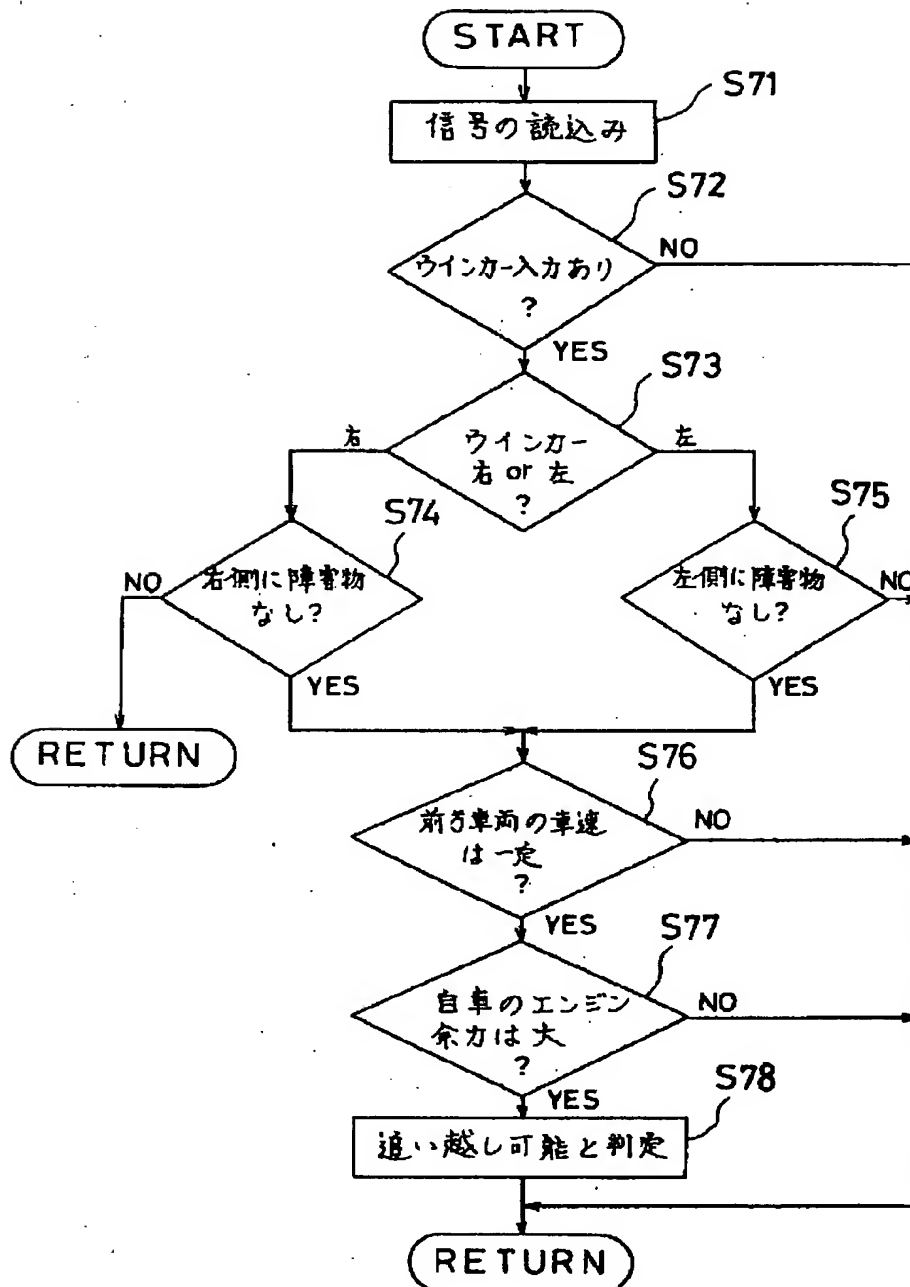 START
S71
信号の読込み
S72
ウインカー入力あり
?
NO
YES
S73
ウインカー
右 or 左
?
右
左
S74
右側に障害物
なし?
NO
YES
S75
左側に障害物
なし?
NO
YES
RETURN
S76
前方車両の車速
は一定
?
NO
YES
S77
自車のエンジン
余力は大
?
NO
YES
S78
追い越し可能と判定
RETURN